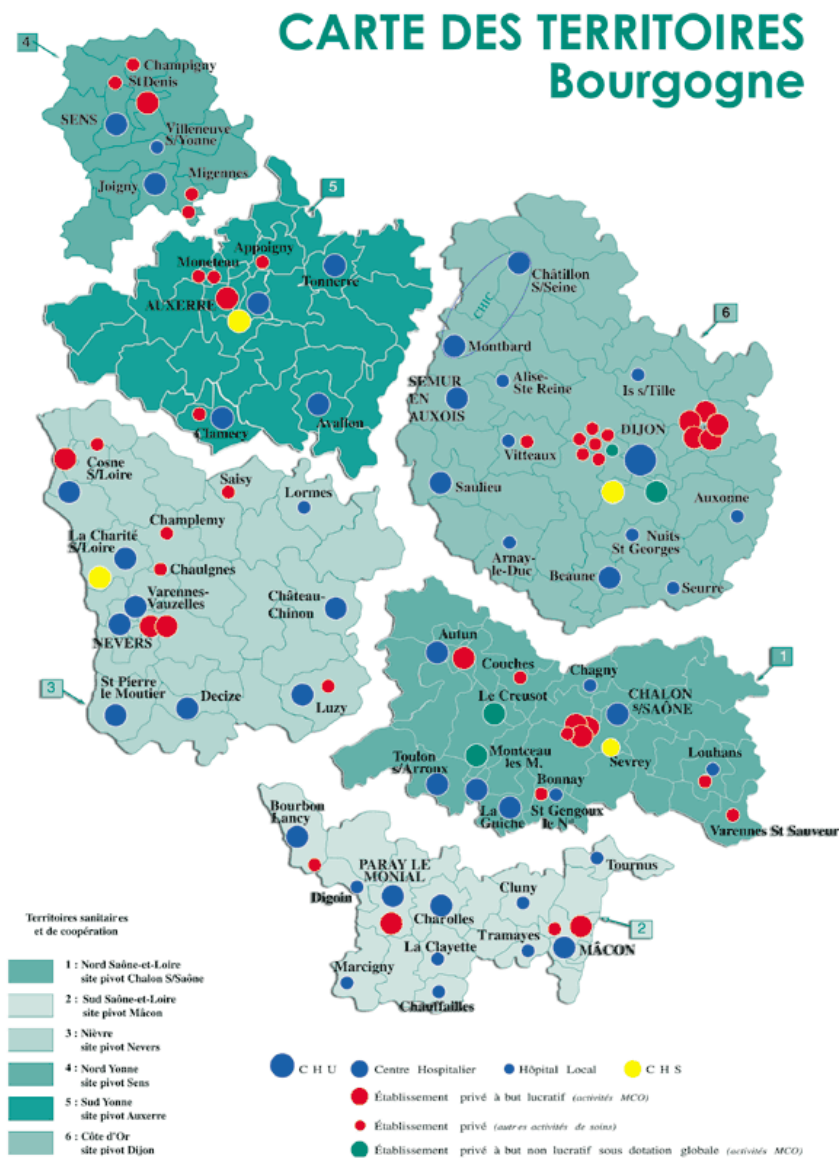 CARTE DES TERRITOIRES
Bourgogne
4
Champigny
St Denis
SENS
Villeneuve
S/Yonne
Joigny
Migennes
5
Appoigny
Moneteau
Tonnerre
AUXERRE
Clamecy
Avallon
6
Châtillon
S/Seine
CHIC
Montbard
SEMUR
EN
AUXOIS
Alise-
Ste Reine
Is s/Tille
DIJON
Vitteaux
Saulieu
Auxonne
Nuits
St Georges
Arnay-
le-Duc
Beaune
Seurre
Cosne
S/Loire
Saisy
Lormes
Champlemy
La Charité
S/Loire
Chaulgnes
Varennes-
Vauzelles
Château-
Chinon
NEVERS
3
St Pierre
le Moutier
Decize
Luzy
1
Autun
Couches
Chagny
Le Creusot
CHALON
s/SAÔNE
Montceau
les M.
Sevrey
Louhans
Toulon
s/Arroux
Bonnay
La
Guiche
St Gengoux
le Nal
Varennes St Sauveur
Bourbon
Lancy
PARAY LE
MONIAL
Tournus
Digoin
Cluny
Charolles
2
La Clayette
Tramayes
MÂCON
Marcigny
Chauffailles
Territoires sanitaires
et de coopération
1 : Nord Saône-et-Loire
site pivot Chalon S/Saône
2 : Sud Saône-et-Loire
site pivot Mâcon
3 : Nièvre
site pivot Nevers
4 : Nord Yonne
site pivot Sens
5 : Sud Yonne
site pivot Auxerre
6 : Côte d'Or
site pivot Dijon
CHU
Centre Hospitalier
Hôpital Local
CHS
Établissement privé à but lucratif (activités MCO)
Établissement privé (autres activités de soins)
Établissement privé à but non lucratif sous dotation globale (activités MCO)